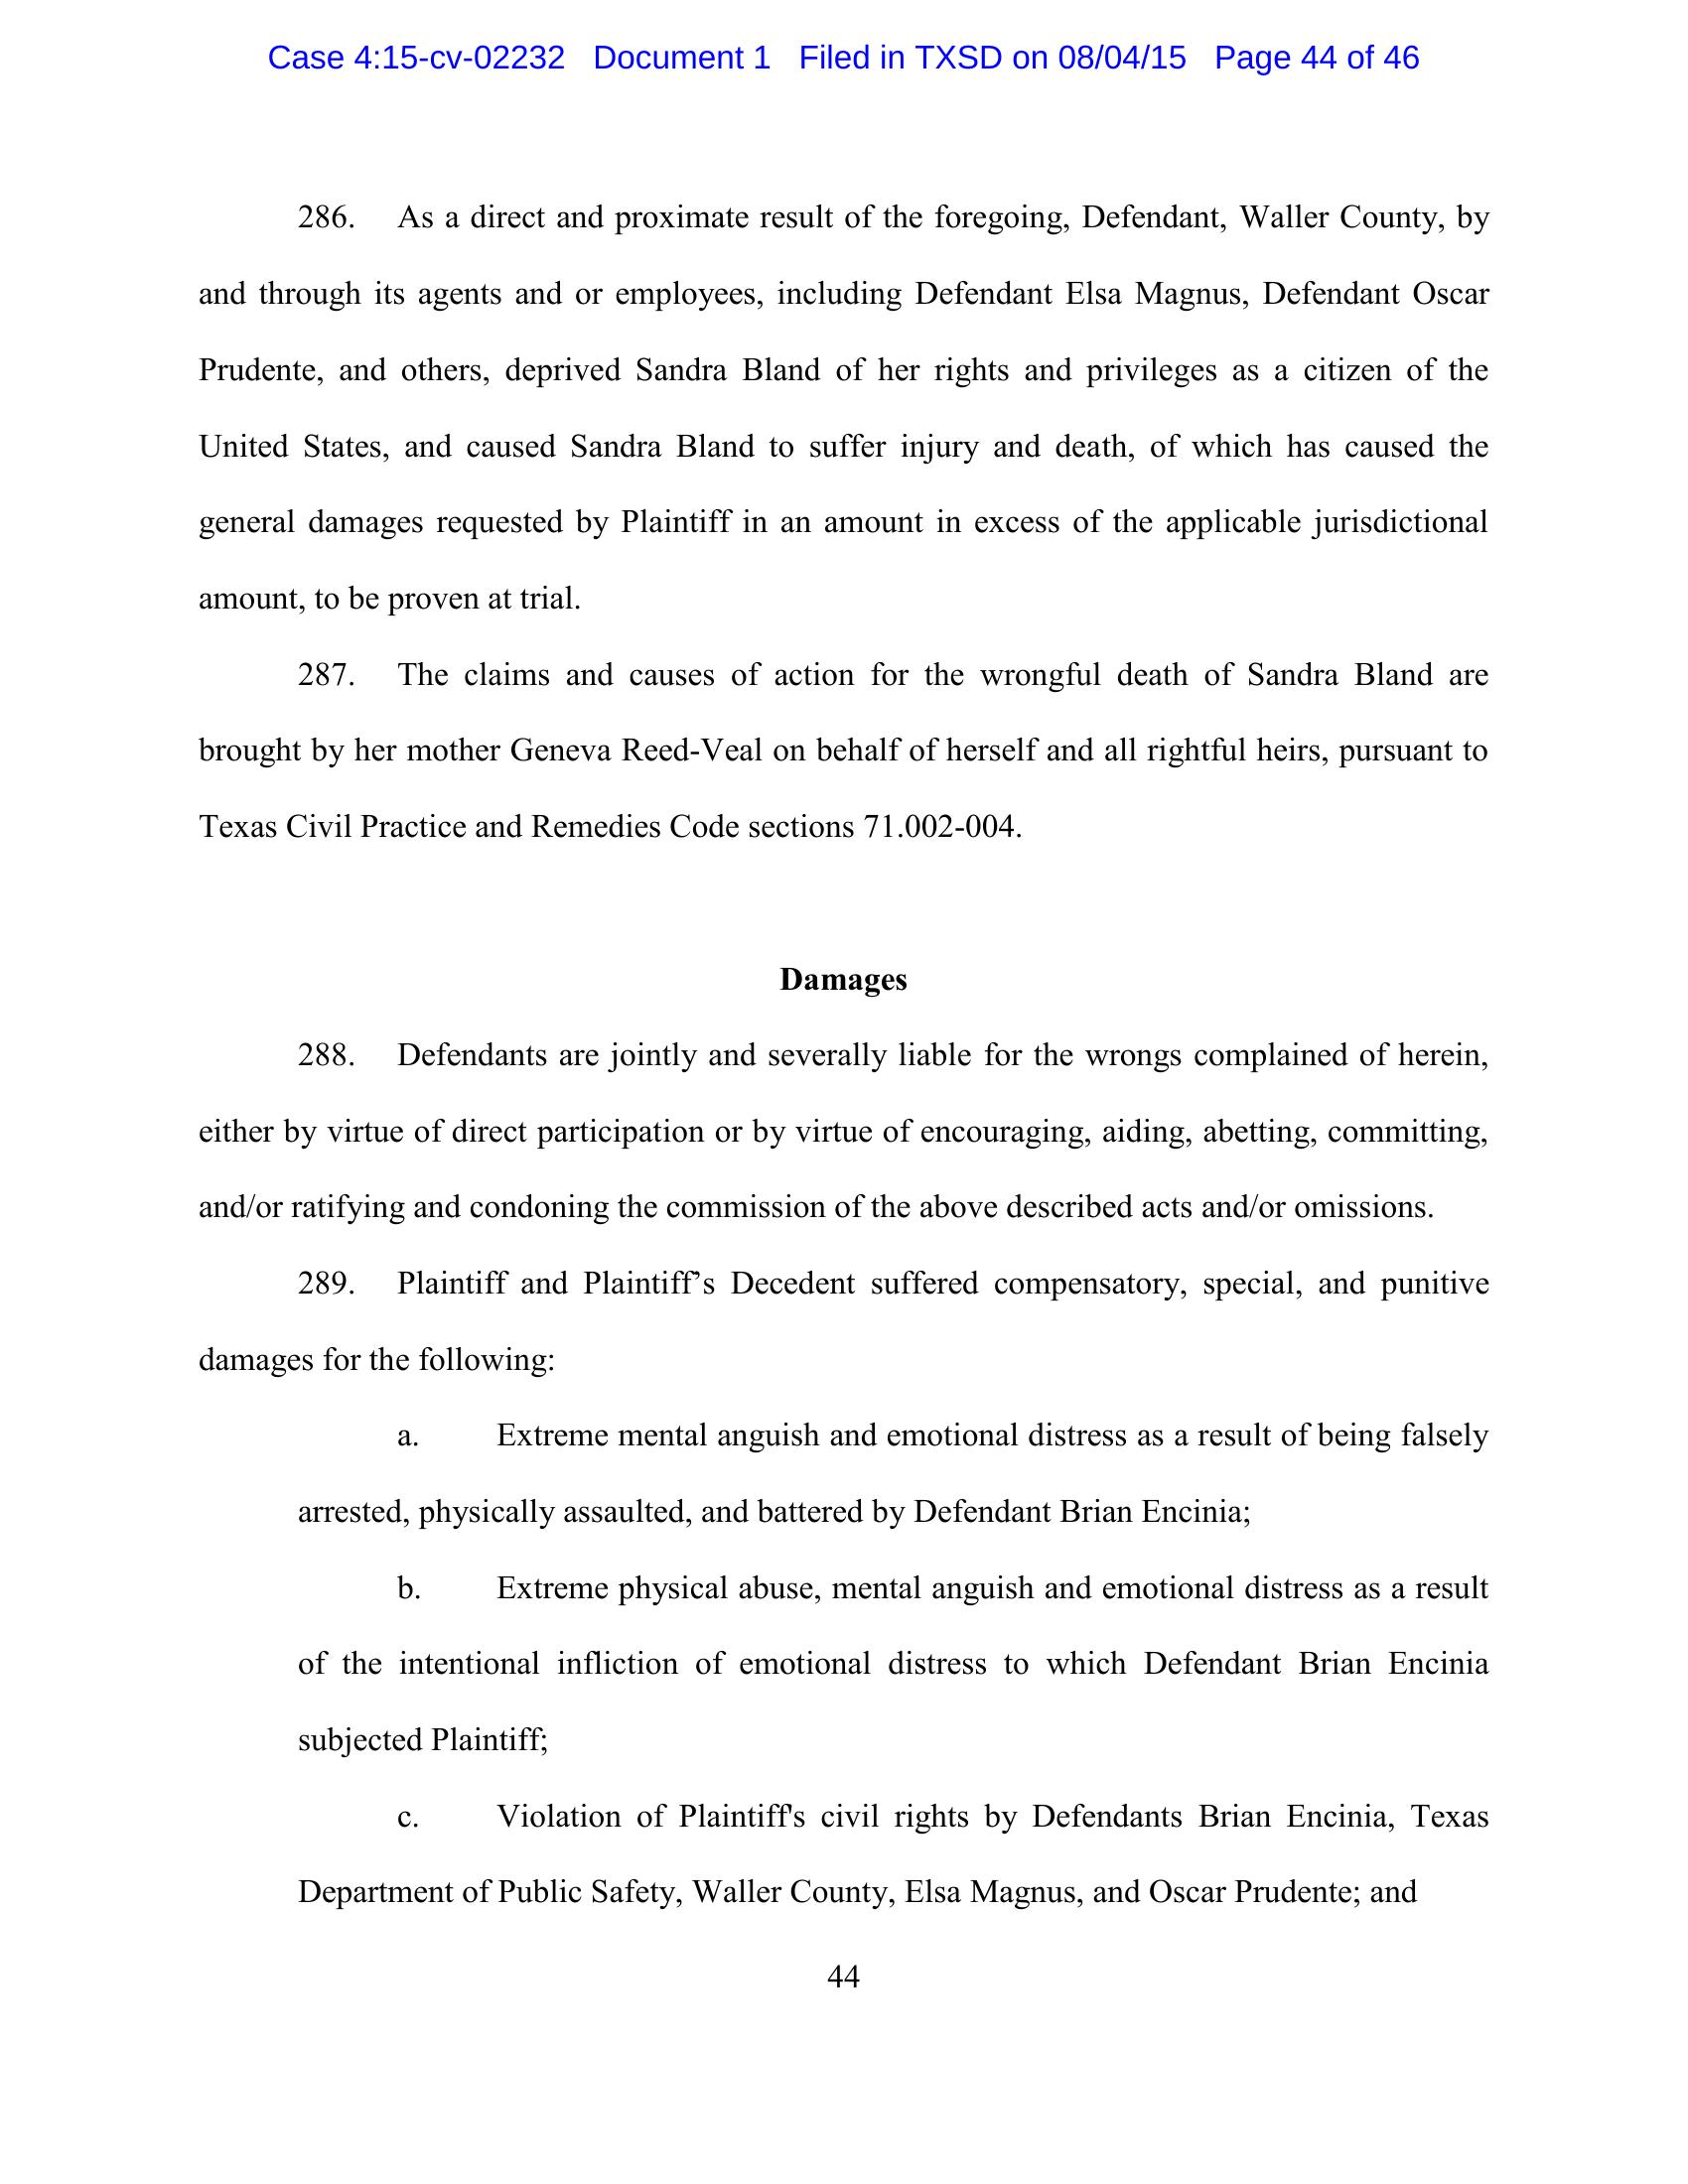 Case 4:15-cv-02232 Document 1 Filed in TXSD on 08/04/15 Page 44 of 46
286. As a direct and proximate result of the foregoing, Defendant, Waller County, by
and through its agents and or employees, including Defendant Elsa Magnus, Defendant Oscar
Prudente, and others, deprived Sandra Bland of her rights and privileges as a citizen of the
United States, and caused Sandra Bland to suffer injury and death, of which has caused the
general damages requested by Plaintiff in an amount in excess of the applicable jurisdictional
amount, to be proven at trial.
287. The claims and causes of action for the wrongful death of Sandra Bland are
brought by her mother Geneva Reed-Veal on behalf of herself and all rightful heirs, pursuant to
Texas Civil Practice and Remedies Code sections 71.002-004.
Damages
288. Defendants are jointly and severally liable for the wrongs complained of herein,
either by virtue of direct participation or by virtue of encouraging, aiding, abetting, committing,
and/or ratifying and condoning the commission of the above described acts and/or omissions.
289. Plaintiff and Plaintiff’s Decedent suffered compensatory, special, and punitive
damages for the following:
a. Extreme mental anguish and emotional distress as a result of being falsely
arrested, physically assaulted, and battered by Defendant Brian Encinia;
b. Extreme physical abuse, mental anguish and emotional distress as a result
of the intentional infliction of emotional distress to which Defendant Brian Encinia
subjected Plaintiff;
c. Violation of Plaintiff's civil rights by Defendants Brian Encinia, Texas
Department of Public Safety, Waller County, Elsa Magnus, and Oscar Prudente; and
44